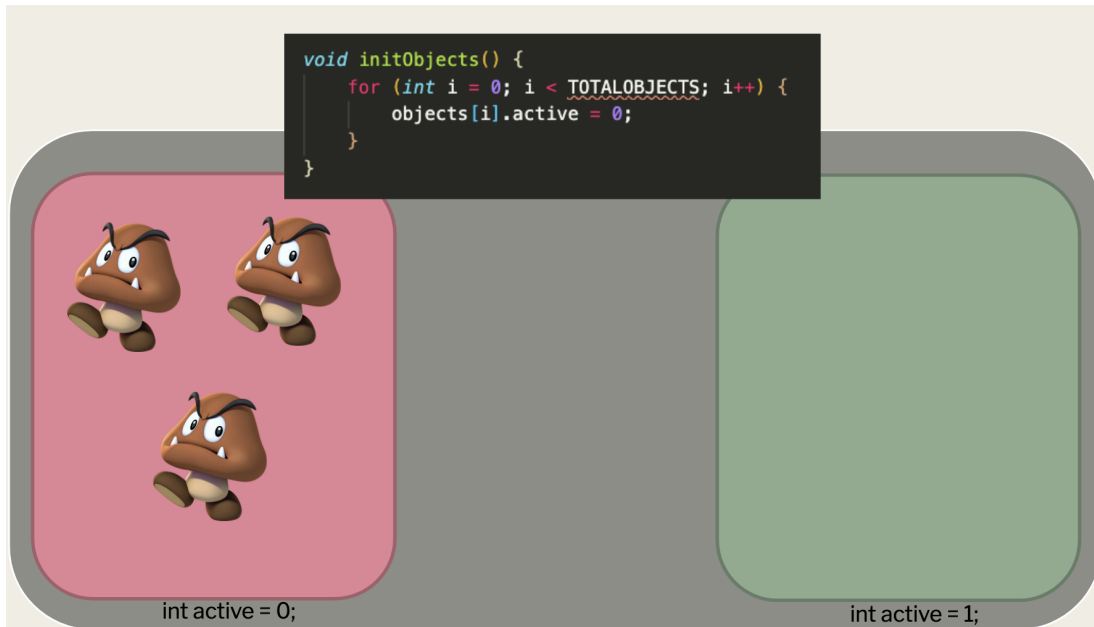 void initObjects() {
for (int i = 0; i < TOTALOBJECTS; i++) {
objects[i].active = 0;
}
}
int active = 0;
int active = 1;